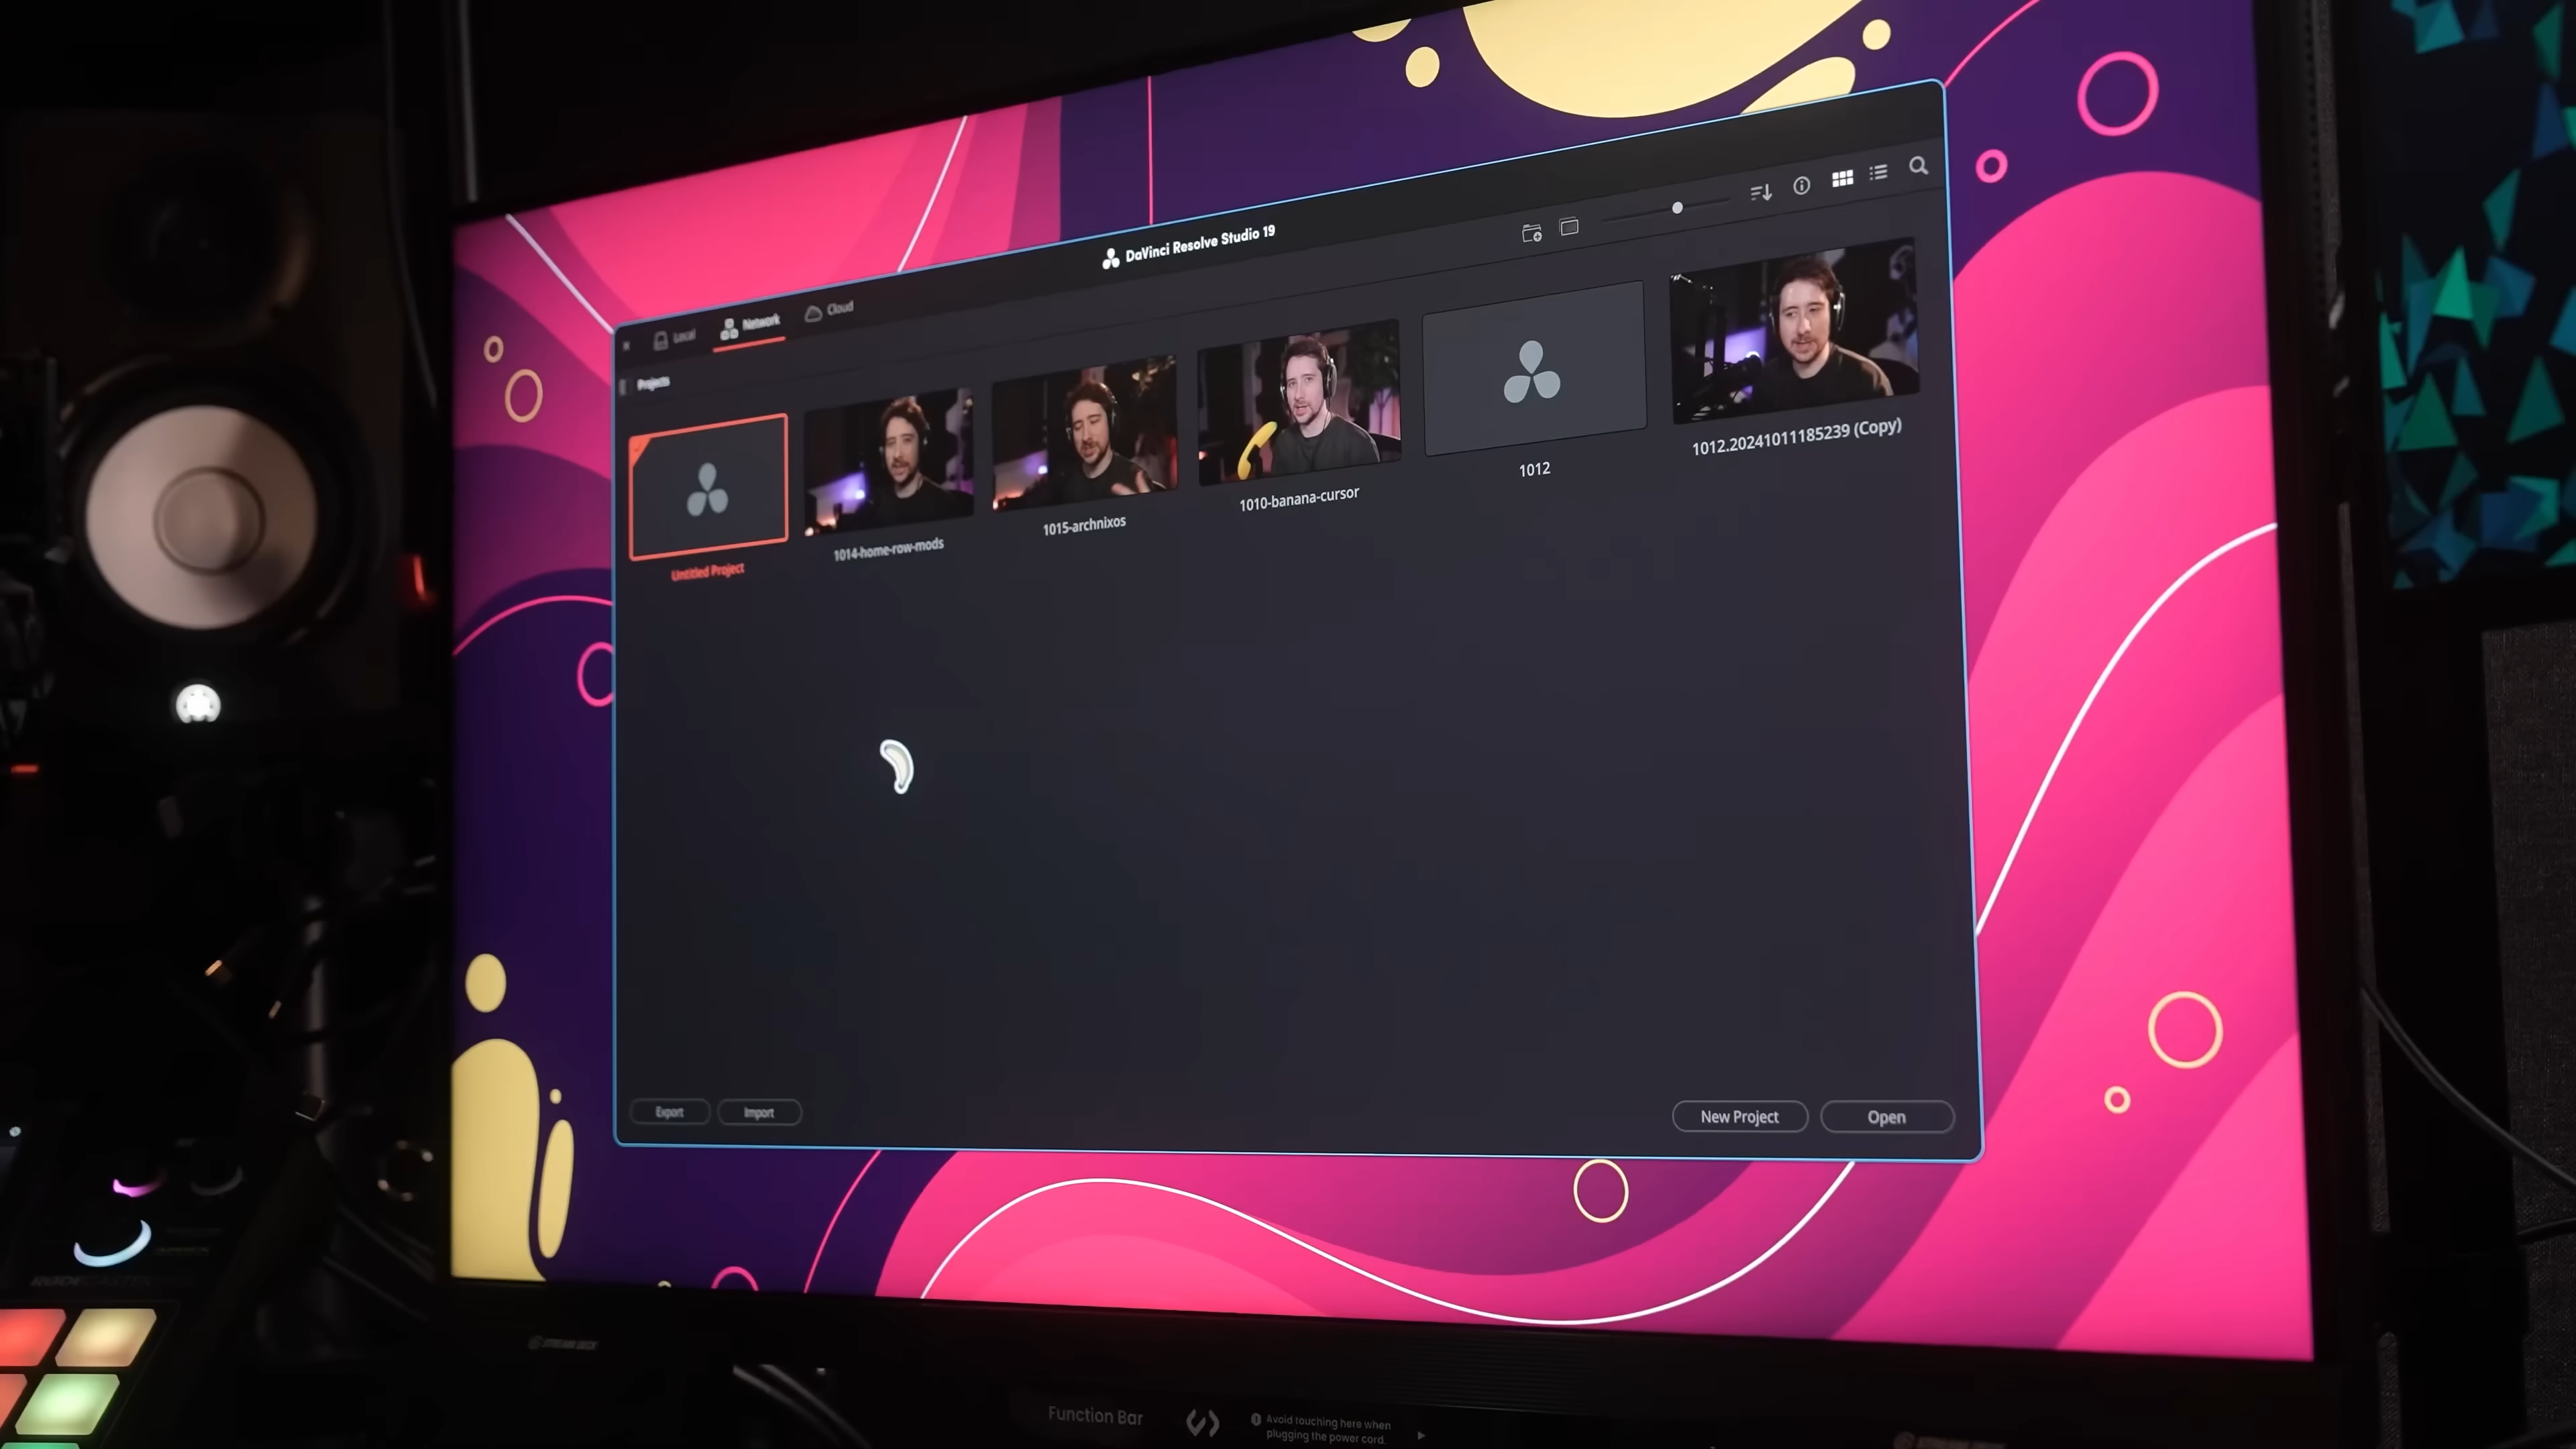 DaVinci Resolve Studio 19
Local
Network
Cloud
Projects
Untitled Project
1014-home-row-mods
1015-archnixos
1010-banana-cursor
1012
1012.20241011185239 (Copy)
Export
Import
New Project
Open
STREAM DECK
Function Bar
Avoid touching here when
plugging the power cord.